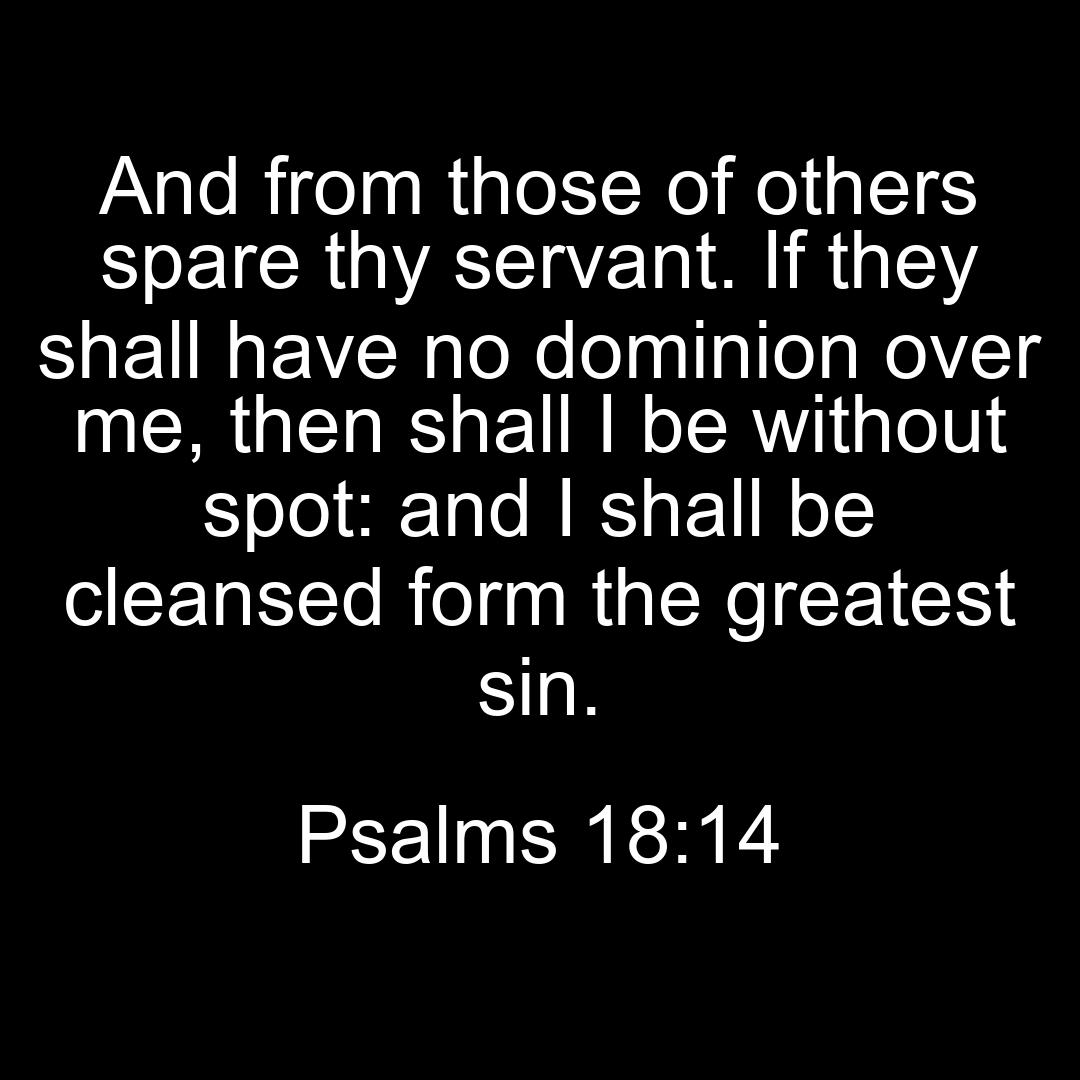 And from those of others
spare thy servant. If they
shall have no dominion over
me, then shall I be without
spot: and I shall be
cleansed form the greatest
sin.
Psalms 18:14